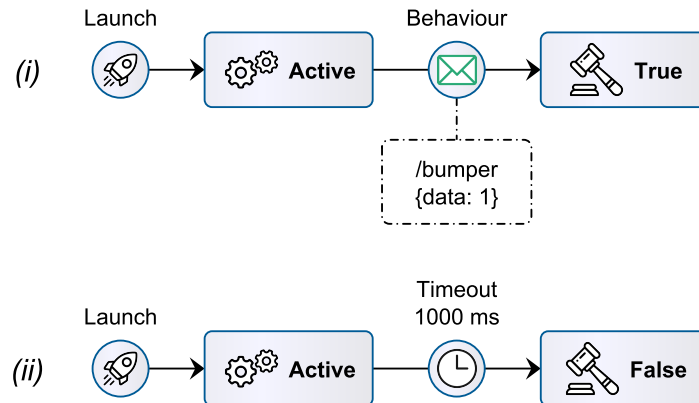 Launch
Behaviour
(i)
Active
True
/bumper
{data: 1}
Timeout
1000 ms
Launch
(ii)
Active
False